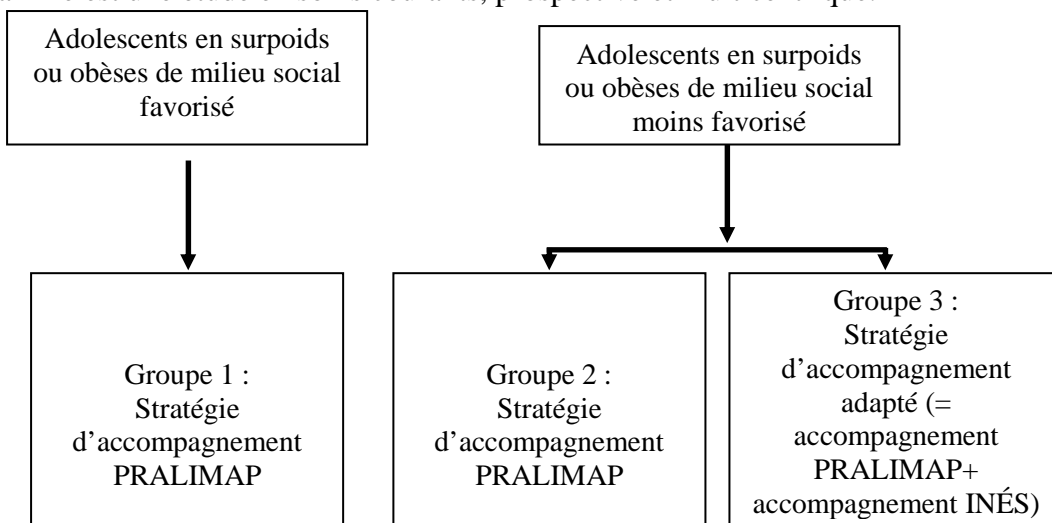 Adolescents en surpoids
ou obèses de milieu social
favorisé
Adolescents en surpoids
ou obèses de milieu social
moins favorisé
Groupe 1 :
Stratégie
d’accompagnement
PRALIMAP
Groupe 2 :
Stratégie
d’accompagnement
PRALIMAP
Groupe 3 :
Stratégie
d’accompagnement
adapté (=
accompagnement
PRALIMAP+
accompagnement INÉS)